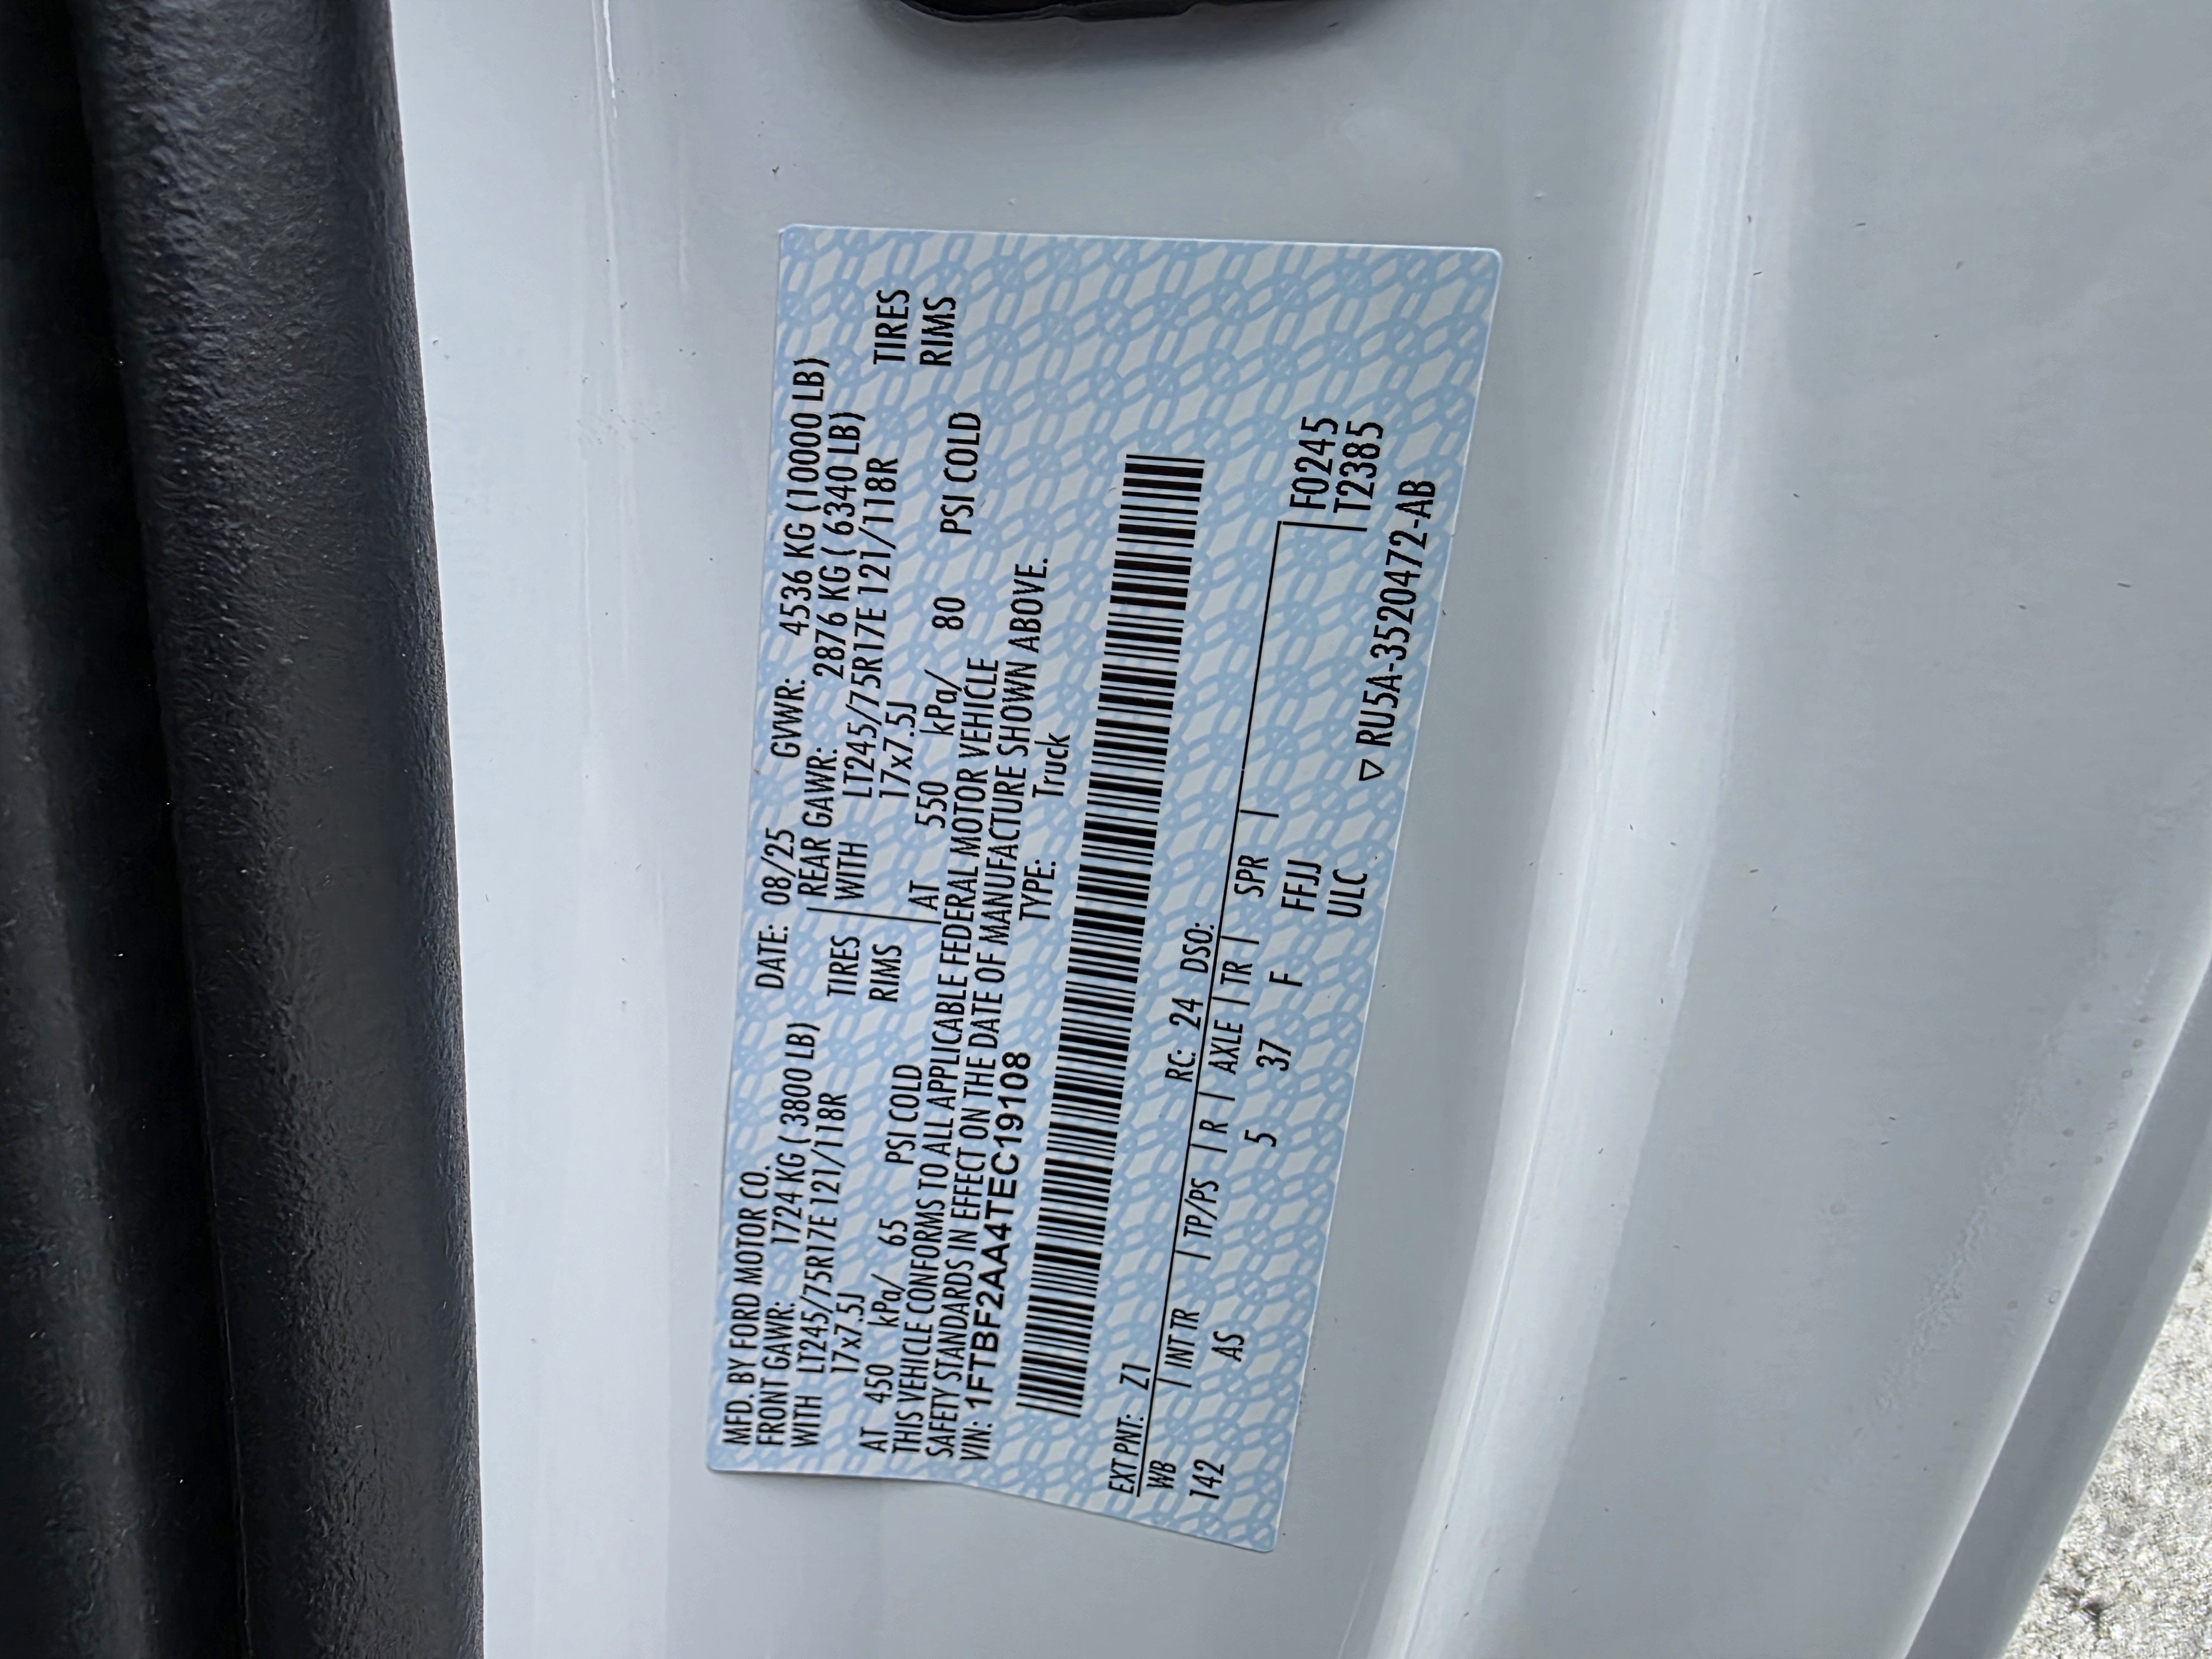 MFD. BY FORD MOTOR CO.
DATE: 08/25 GVWR: 4536 KG (10000 LB)
FRONT GAWR: 1724 KG ( 3800 LB)
REAR GAWR: 2876 KG ( 6340 LB)
WITH LT245/75R17E 121/118R TIRES
WITH LT245/75R17E 121/118R TIRES
17x7.5J RIMS
17x7.5J RIMS
AT 450 kPa/ 65 PSI COLD
AT 550 kPa/ 80 PSI COLD
THIS VEHICLE CONFORMS TO ALL APPLICABLE FEDERAL MOTOR VEHICLE
SAFETY STANDARDS IN EFFECT ON THE DATE OF MANUFACTURE SHOWN ABOVE.
VIN: 1FTBF2AA4TEC19108 TYPE: Truck
EXT PNT: Z1 RC: 24 DSO:
WB | INT TR | TP/PS | R | AXLE | TR | SPR |
142 AS 5 37 F FFJJ F0245
ULC T2385
▽ RU5A-3520472-AB